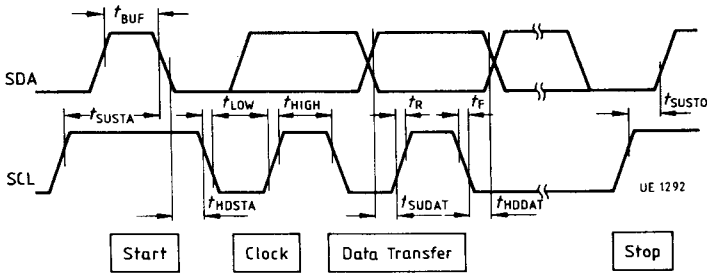 tBUF
SDA
tSUSTA
tLOW
tHIGH
tR
tF
tSUSTO
SCL
tHDSTA
tSUDAT
tHDDAT
UE 1292
Start
Clock
Data Transfer
Stop